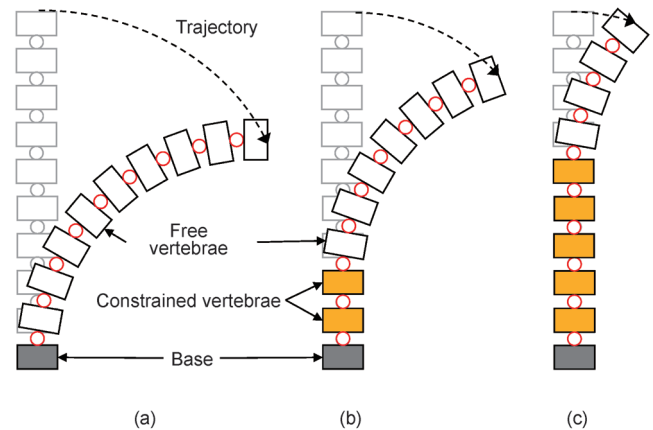 Trajectory
Free
vertebrae
Constrained vertebrae
Base
(a)
(b)
(c)